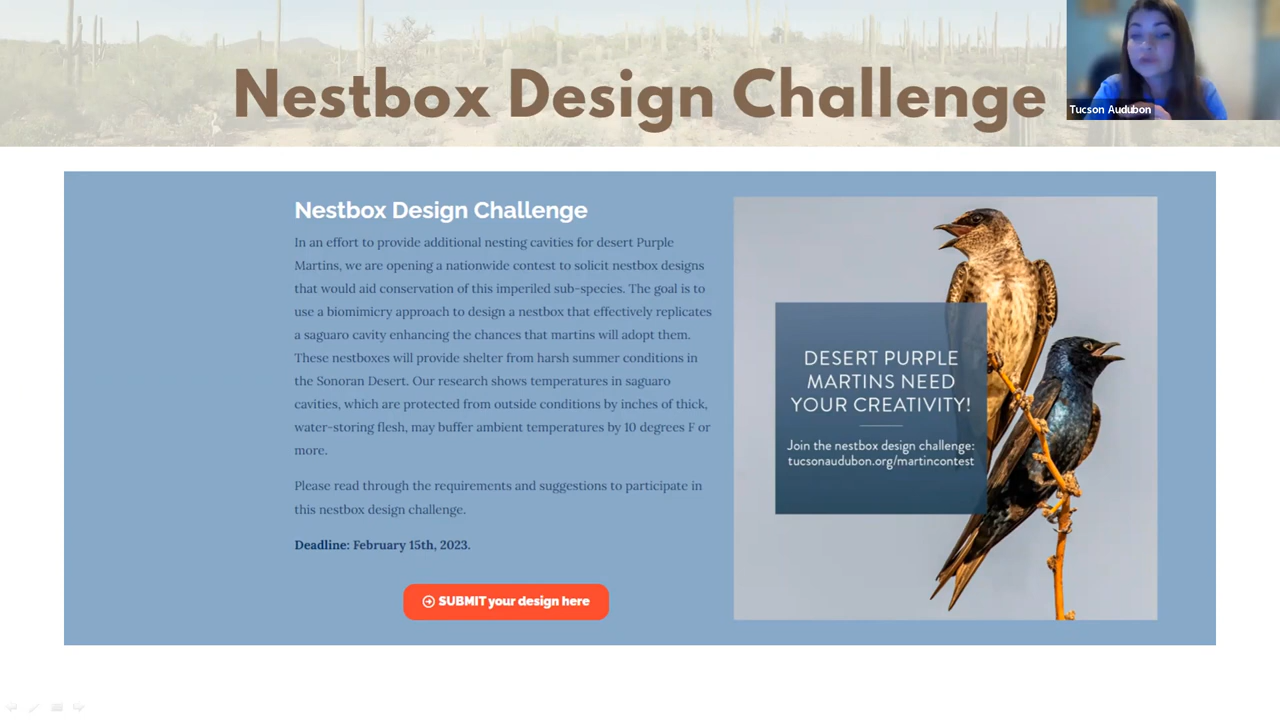 Nestbox Design Challenge
Tucson Audubon
Nestbox Design Challenge
In an effort to provide additional nesting cavities for desert Purple
Martins, we are opening a nationwide contest to solicit nestbox designs
that would aid conservation of this imperiled sub-species. The goal is to
use a biomimicry approach to design a nestbox that effectively replicates
a saguaro cavity enhancing the chances that martins will adopt them.
These nestboxes will provide shelter from harsh summer conditions in
the Sonoran Desert. Our research shows temperatures in saguaro
cavities, which are protected from outside conditions by inches of thick,
water-storing flesh, may buffer ambient temperatures by 10 degrees F or
more.
Please read through the requirements and suggestions to participate in
this nestbox design challenge.
Deadline: February 15th, 2023.
SUBMIT your design here
DESERT PURPLE
MARTINS NEED
YOUR CREATIVITY!
Join the nestbox design challenge:
tucsonaudubon.org/martincontest